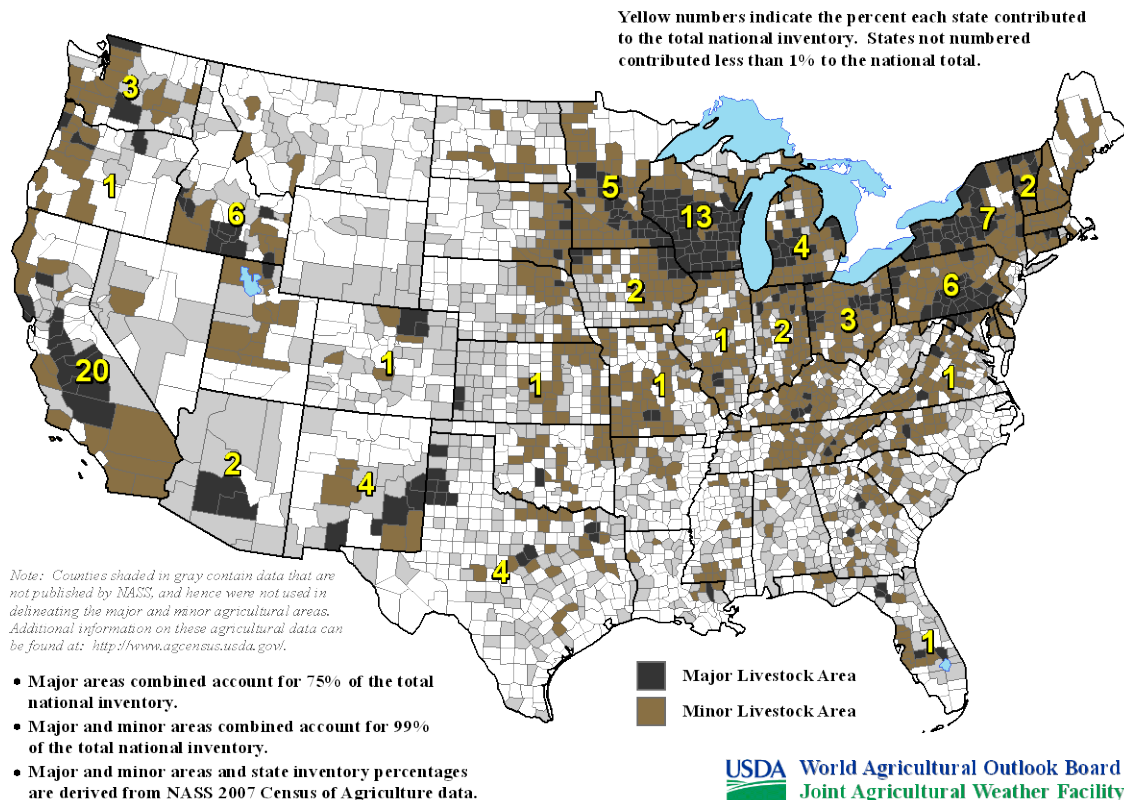 Yellow numbers indicate the percent each state contributed
to the total national inventory. States not numbered
contributed less than 1% to the national total.
3
1
6
5
13
4
2
7
6
2
1
2
3
20
1
1
1
1
2
4
4
1
Note: Counties shaded in gray contain data that are
not published by NASS, and hence were not used in
delineating the major and minor agricultural areas.
Additional information on these agricultural data can
be found at: http://www.agcensus.usda.gov/.
• Major areas combined account for 75% of the total
national inventory.
• Major and minor areas combined account for 99%
of the total national inventory.
• Major and minor areas and state inventory percentages
are derived from NASS 2007 Census of Agriculture data.
Major Livestock Area
Minor Livestock Area
USDA World Agricultural Outlook Board
Joint Agricultural Weather Facility